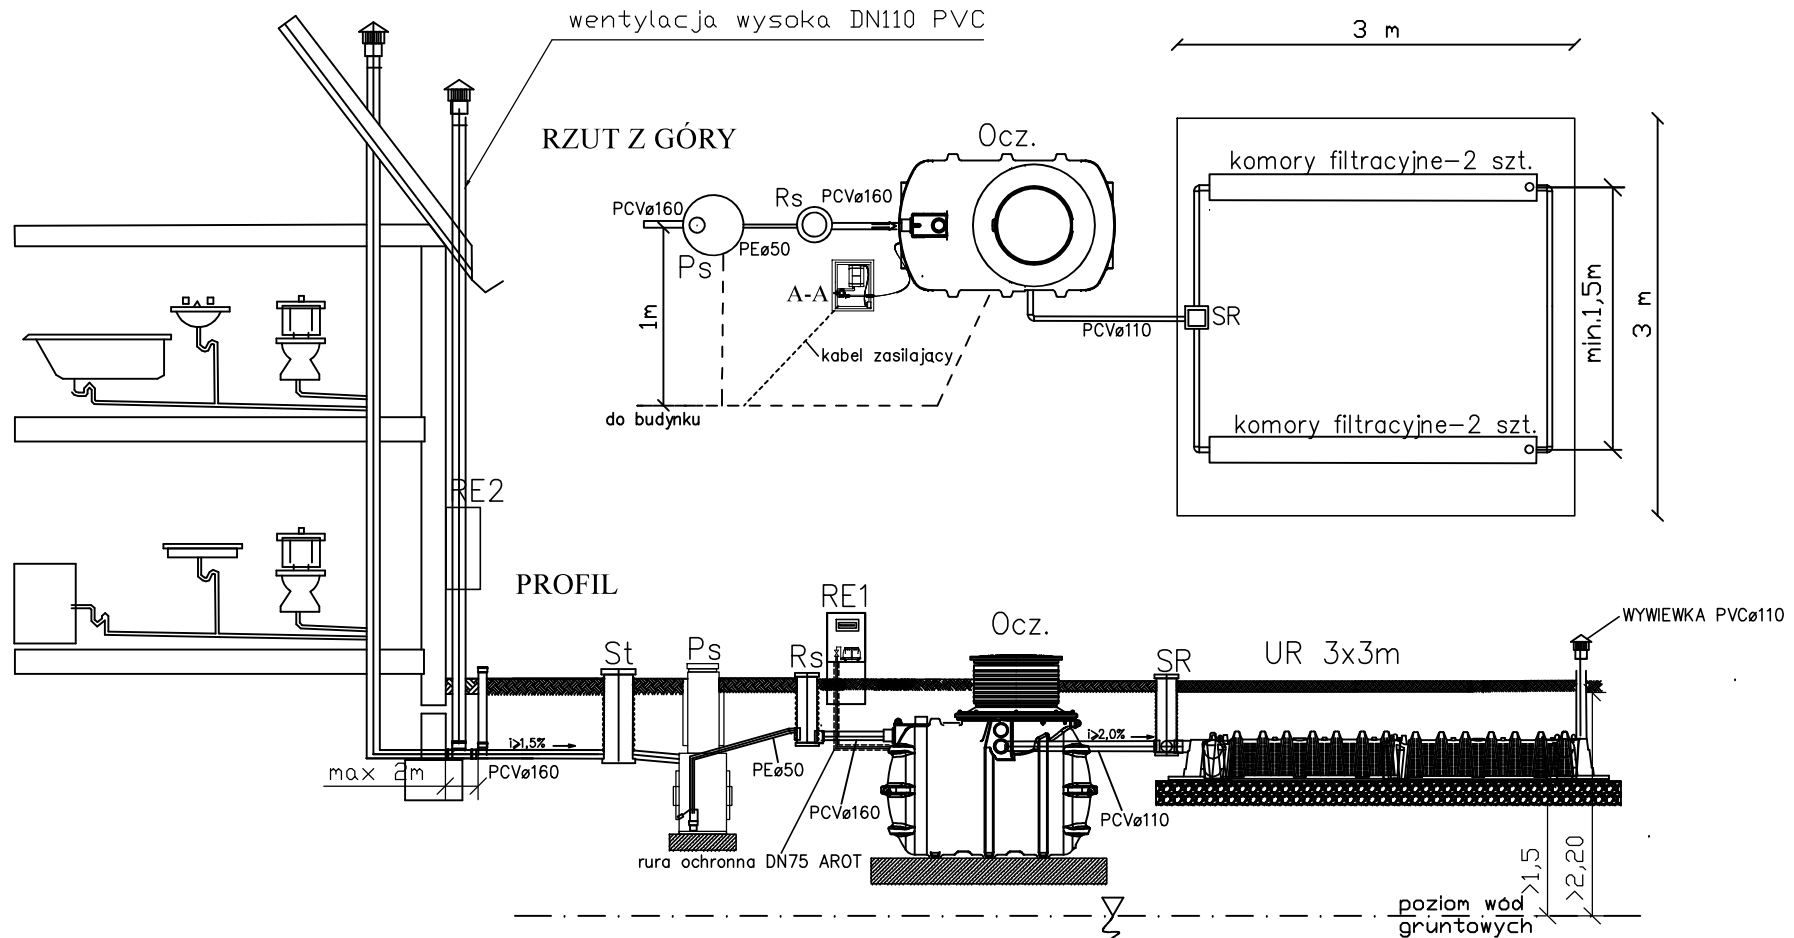 wentylacja wysoka DN110 PVC
3 m
RZUT Z GÓRY
Ocz.
komory filtracyjne-2 szt.
PCVø160
Rs
PCVø160
PEø50
Ps
A-A
1m
kabel zasilający
do budynku
PCVø110
SR
min.1,5m
3 m
komory filtracyjne-2 szt.
RE2
PROFIL
RE1
Ocz.
WYWIEWKA PVCø110
St
Ps
Rs
SR
UR 3x3m
i≥1,5%
i≥2,0%
max 2m
PCVø160
PEø50
PCVø160
PCVø110
rura ochronna DN75 AROT
>1,5
>2,20
poziom wód
gruntowych